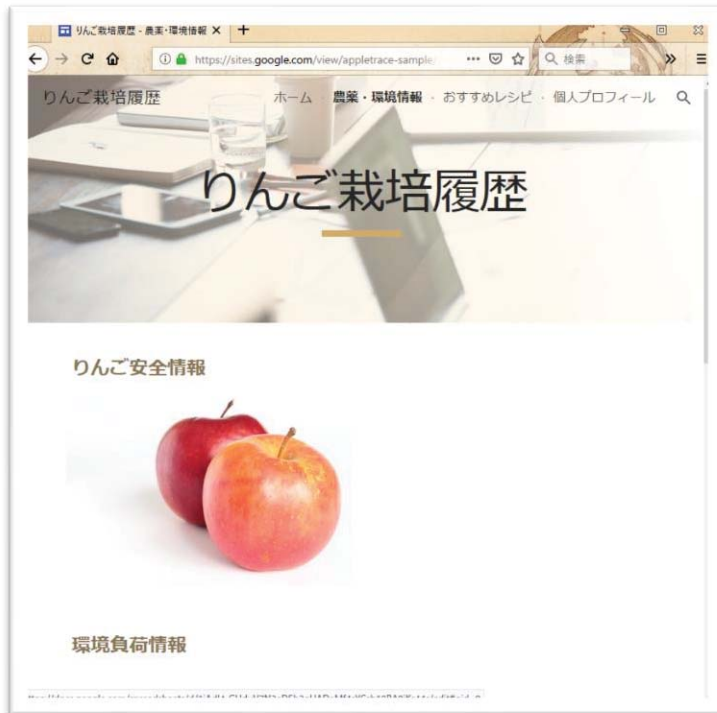 りんご栽培履歴 - 農薬・環境情報 × +
https://sites.google.com/view/appletrace-sample/ ... 検索
りんご栽培履歴 ホーム · 農薬・環境情報 · おすすめレシピ · 個人プロフィール
りんご栽培履歴
りんご安全情報
環境負荷情報